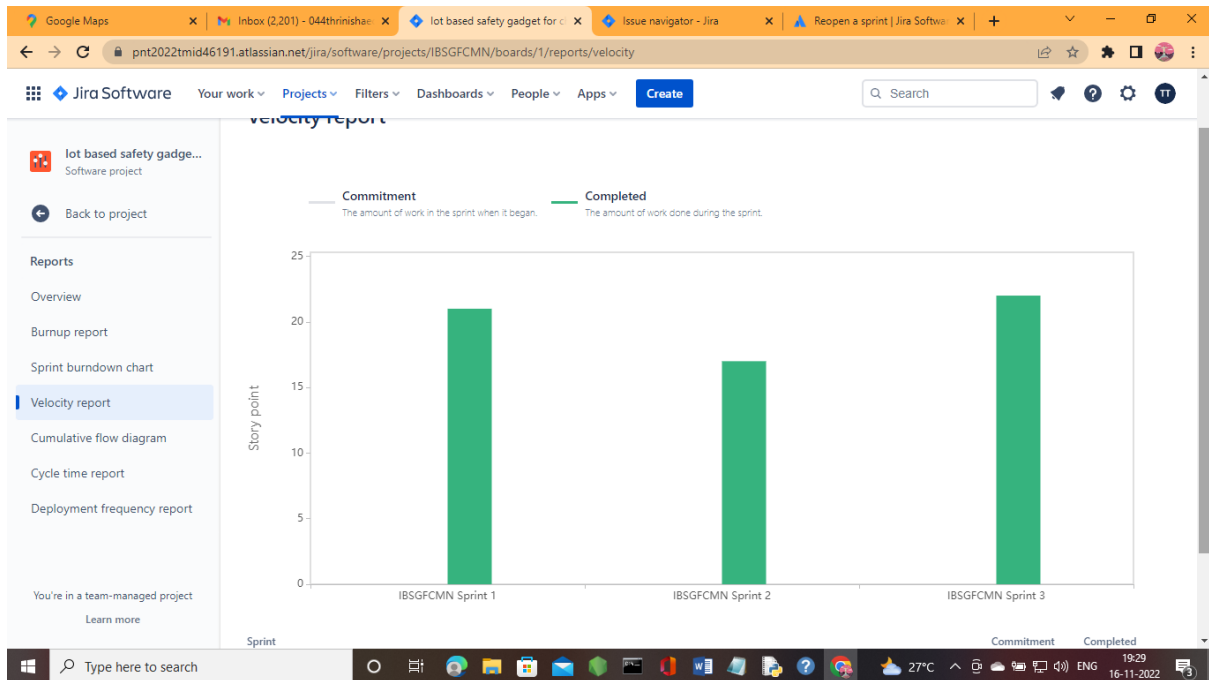 Google Maps
Inbox (2,201) - 044thrinishae
Iot based safety gadget for c
Issue navigator - Jira
Reopen a sprint | Jira Softwa
pnt2022tmid46191.atlassian.net/jira/software/projects/IBSGFCMN/boards/1/reports/velocity
Jira Software
Your work
Projects
Filters
Dashboards
People
Apps
Create
Search
TT
Iot based safety gadge...
Software project
Back to project
Reports
Overview
Burnup report
Sprint burndown chart
Velocity report
Cumulative flow diagram
Cycle time report
Deployment frequency report
You're in a team-managed project
Learn more
Velocity report
Commitment
The amount of work in the sprint when it began.
Completed
The amount of work done during the sprint.
Story point
25
20
15
10
5
0
IBSGFCMN Sprint 1
IBSGFCMN Sprint 2
IBSGFCMN Sprint 3
Sprint
Commitment
Completed
Type here to search
27°C
ENG
19:29
16-11-2022
3